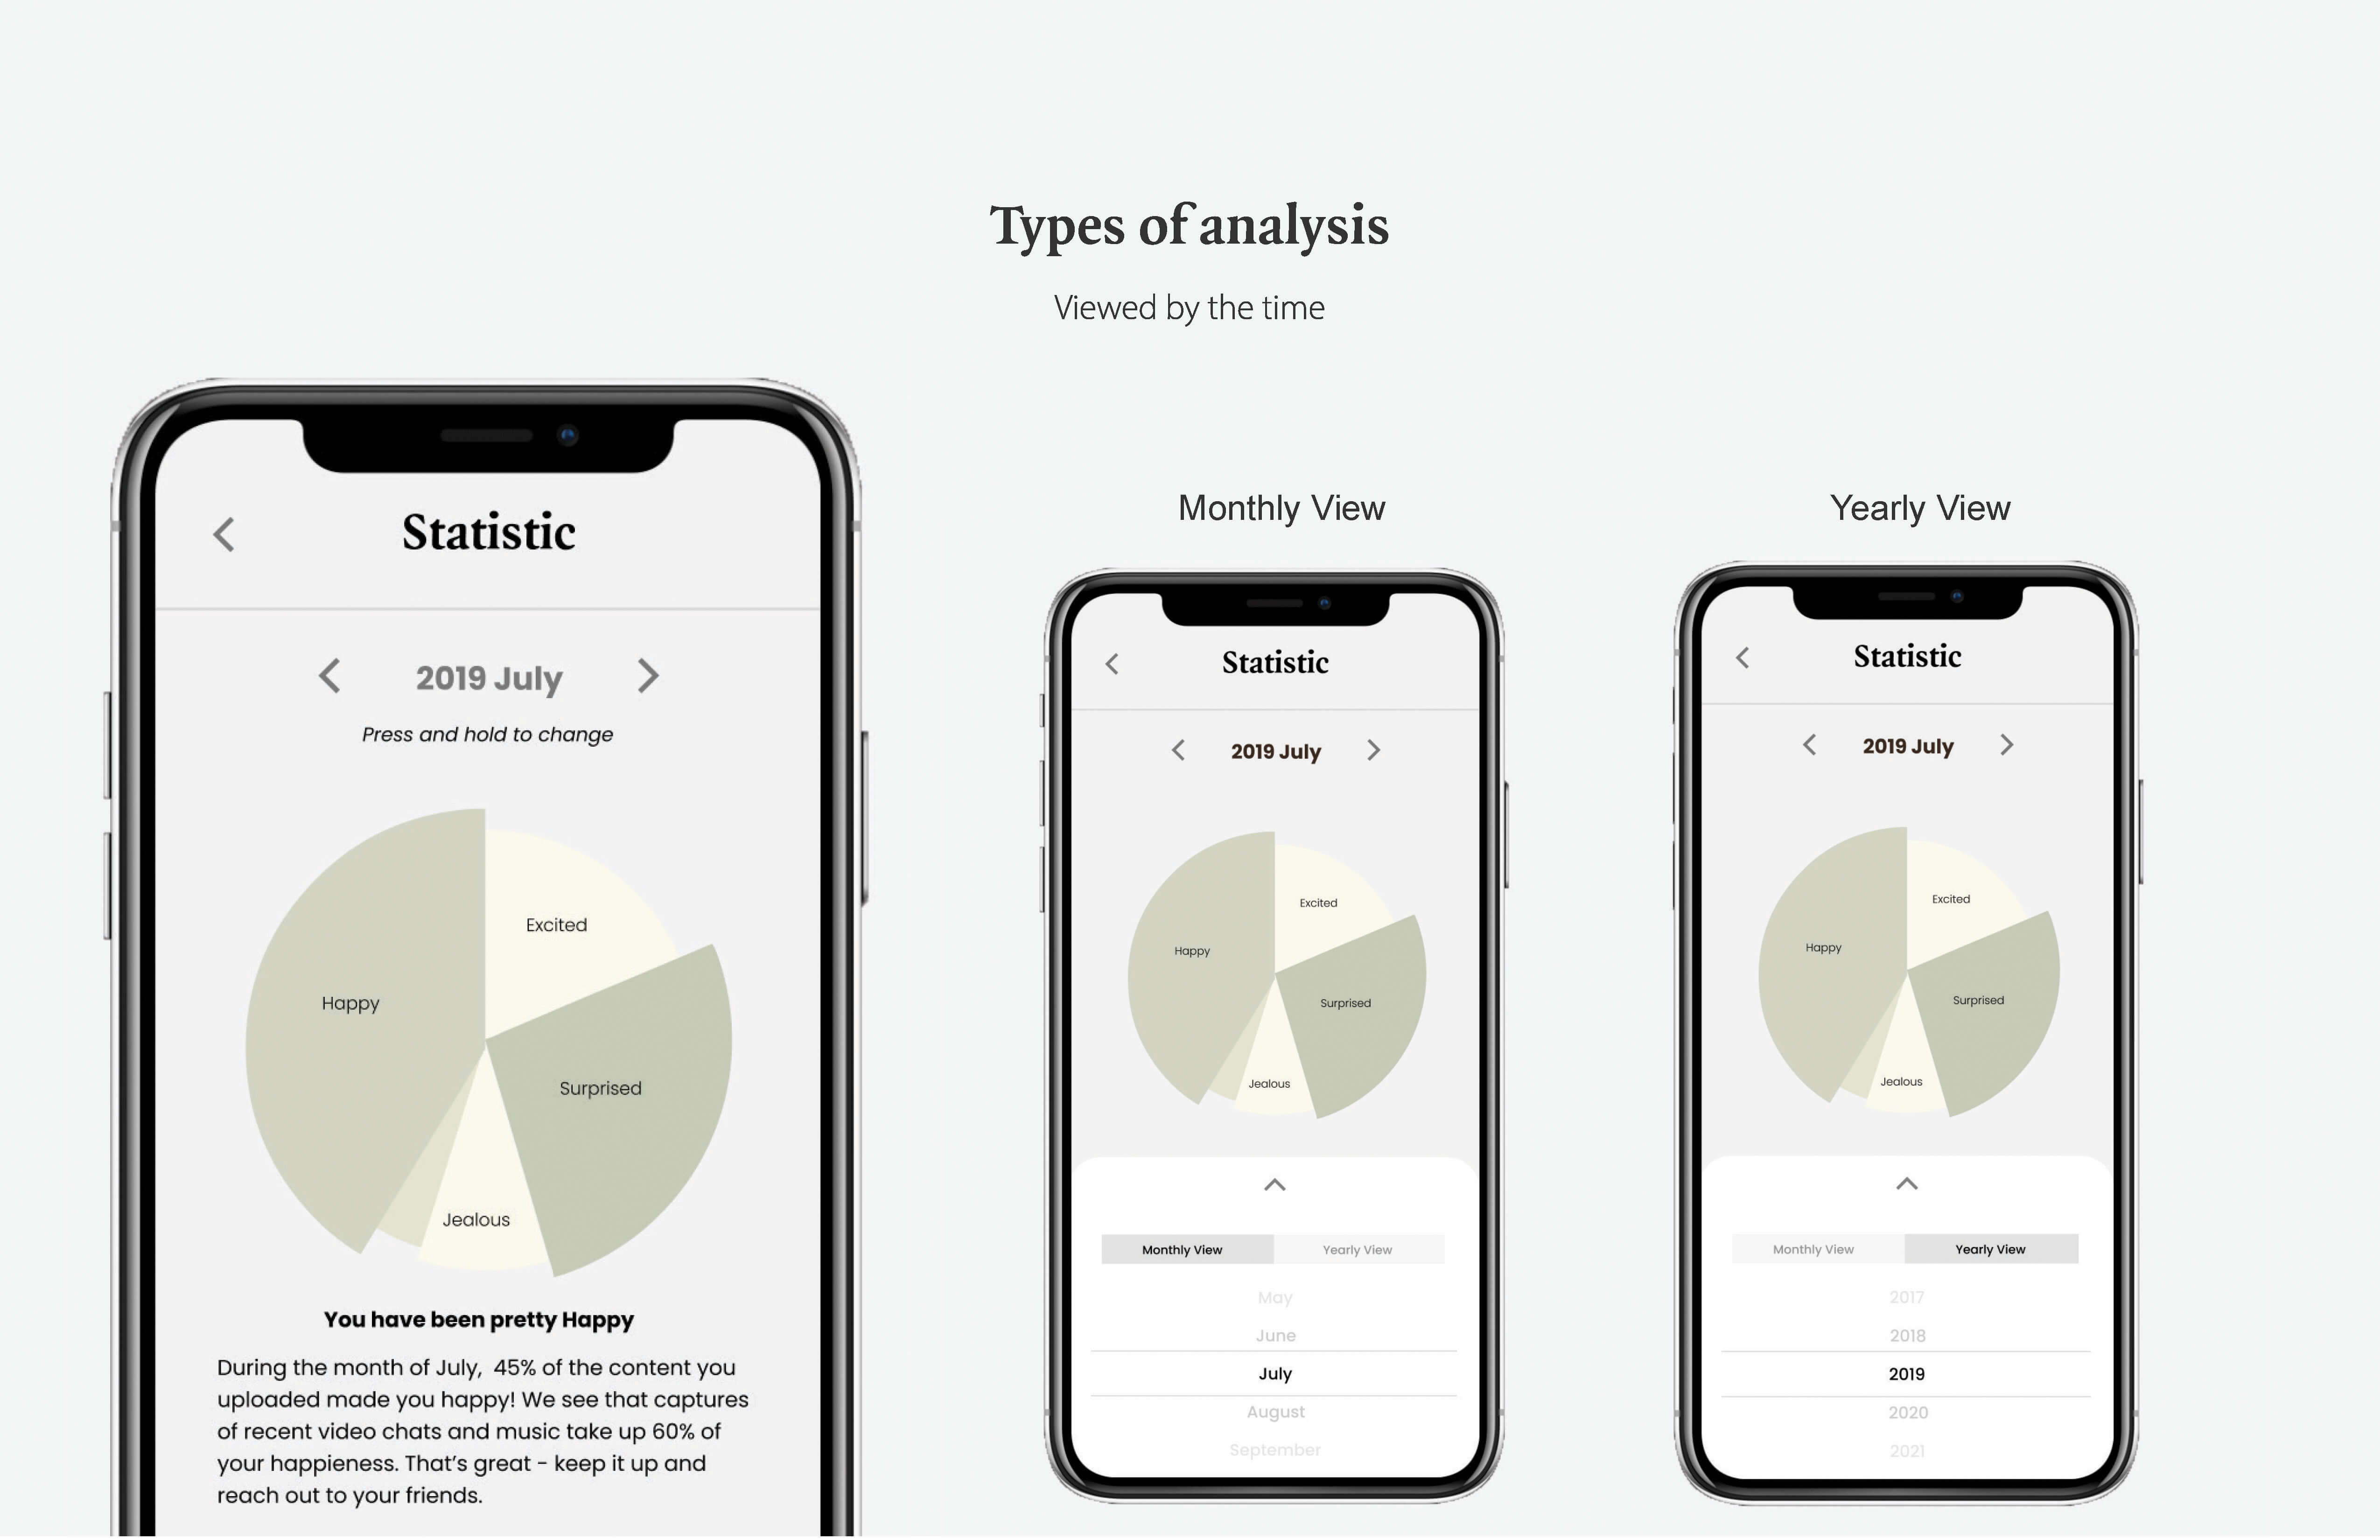 Types of analysis
Viewed by the time
Statistic
2019 July
Press and hold to change
Excited
Happy
Surprised
Jealous
You have been pretty Happy
During the month of July, 45% of the content you
uploaded made you happy! We see that captures
of recent video chats and music take up 60% of
your happieness. That's great - keep it up and
reach out to your friends.
Monthly View
Statistic
2019 July
Excited
Happy
Surprised
Jealous
Monthly View Yearly View
May
June
July
August
September
Yearly View
Statistic
2019 July
Excited
Happy
Surprised
Jealous
Monthly View Yearly View
2017
2018
2019
2020
2021